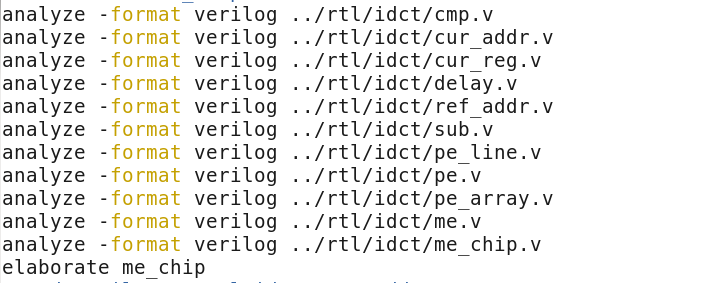 analyze -format verilog ../rtl/idct/cmp.v
analyze -format verilog ../rtl/idct/cur_addr.v
analyze -format verilog ../rtl/idct/cur_reg.v
analyze -format verilog ../rtl/idct/delay.v
analyze -format verilog ../rtl/idct/ref_addr.v
analyze -format verilog ../rtl/idct/sub.v
analyze -format verilog ../rtl/idct/pe_line.v
analyze -format verilog ../rtl/idct/pe.v
analyze -format verilog ../rtl/idct/pe_array.v
analyze -format verilog ../rtl/idct/me.v
analyze -format verilog ../rtl/idct/me_chip.v
elaborate me_chip